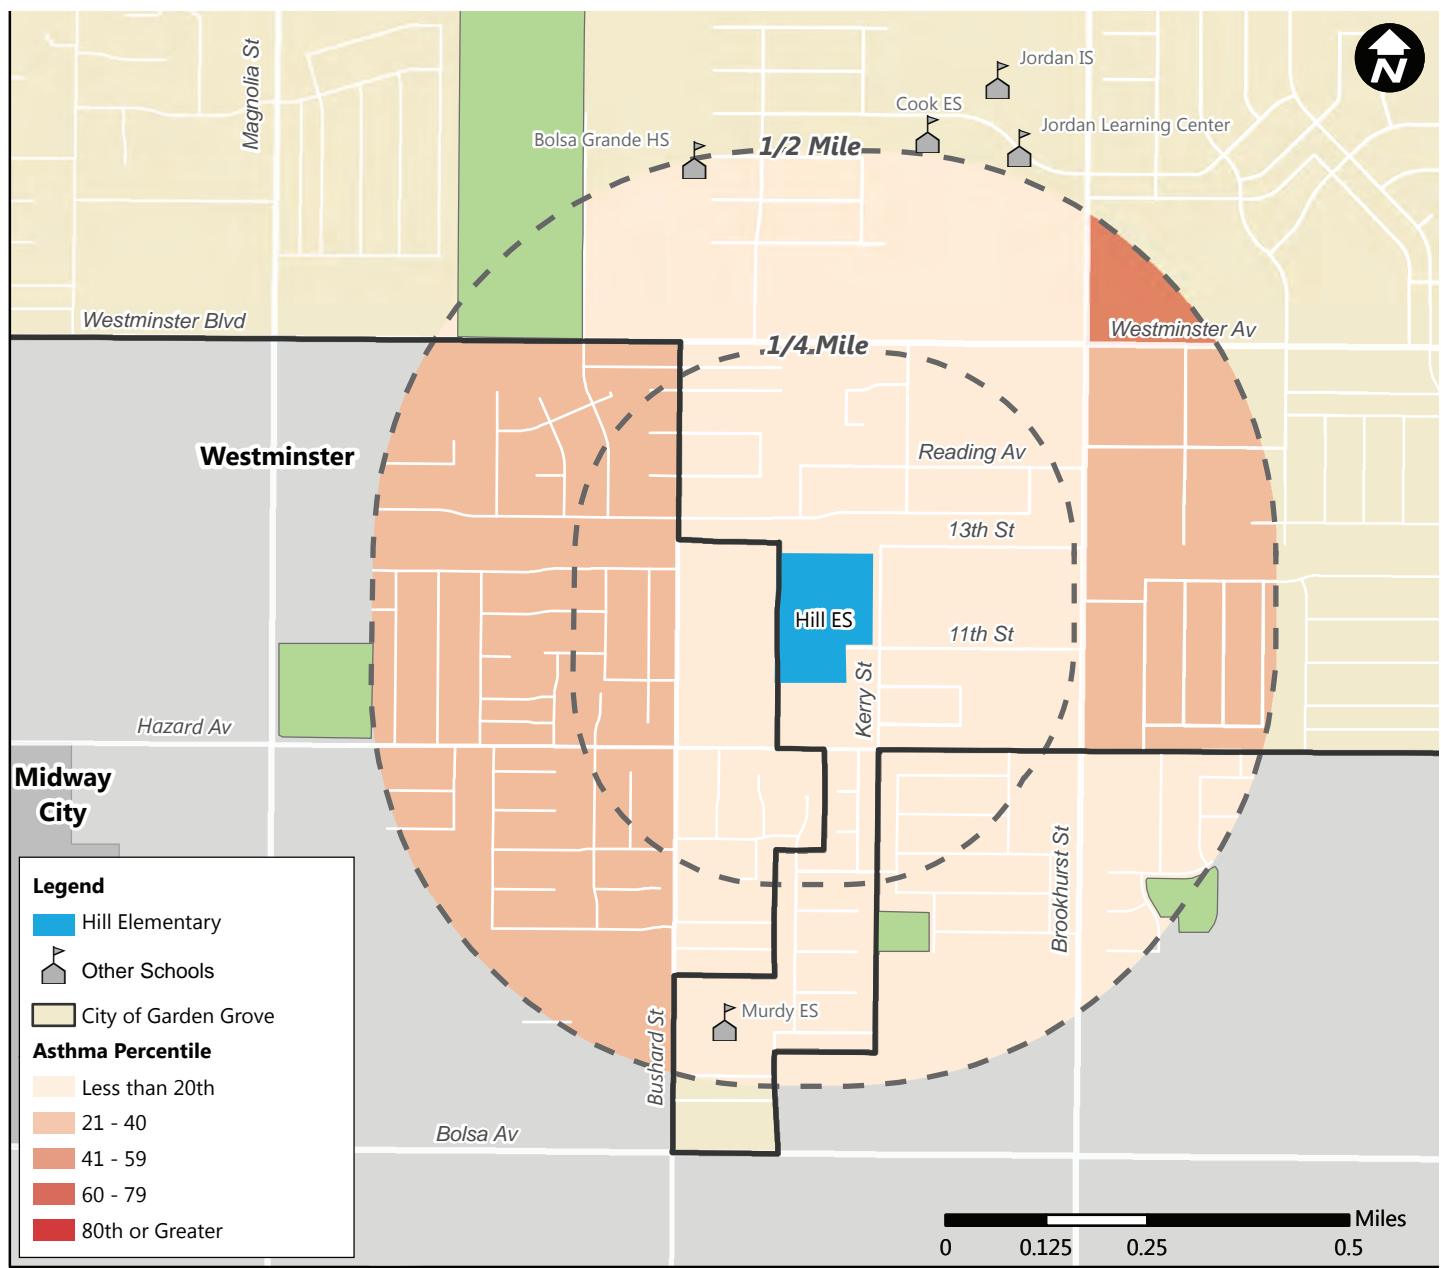 Magnolia St
Jordan IS
N
Cook ES
Jordan Learning Center
Bolsa Grande HS
1/2 Mile
Westminster Blvd
Westminster Av
1/4 Mile
Westminster
Reading Av
13th St
Hill ES
11th St
Kerry St
Hazard Av
Midway
City
Brookhurst St
Legend
Hill Elementary
Other Schools
City of Garden Grove
Asthma Percentile
Less than 20th
21 - 40
41 - 59
60 - 79
80th or Greater
Murdy ES
Bushard St
Bolsa Av
Miles
0 0.125 0.25 0.5